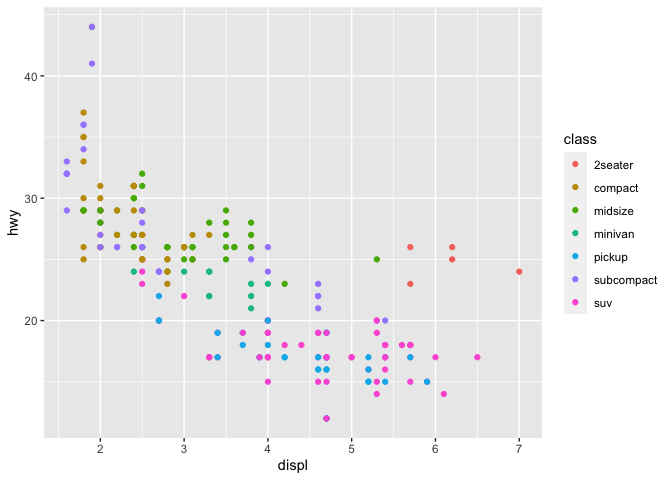 hwy
40
30
20
2
3
4
5
6
7
displ
class
2seater
compact
midsize
minivan
pickup
subcompact
suv